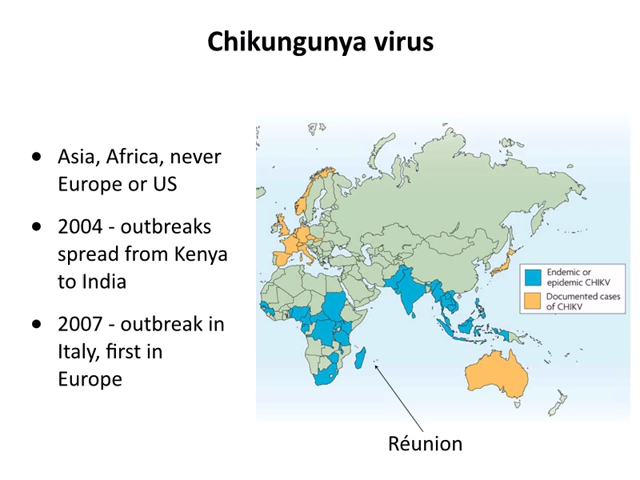 Chikungunya virus
• Asia, Africa, never
Europe or US
• 2004 - outbreaks
spread from Kenya
to India
• 2007 - outbreak in
Italy, first in
Europe
Endemic or
epidemic CHIKV
Documented cases
of CHIKV
Réunion